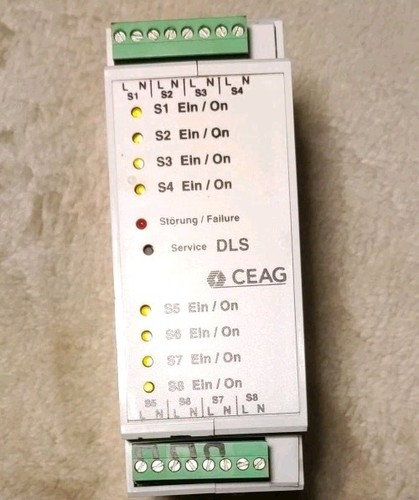 L N L N L N L N
S1 S2 S3 S4
S1 Ein / On
S2 Ein / On
S3 Ein / On
S4 Ein / On
Störung / Failure
Service DLS
CEAG
S5 Ein / On
S6 Ein / On
S7 Ein / On
S8 Ein / On
S5 S6 S7 S8
L N L N L N L N